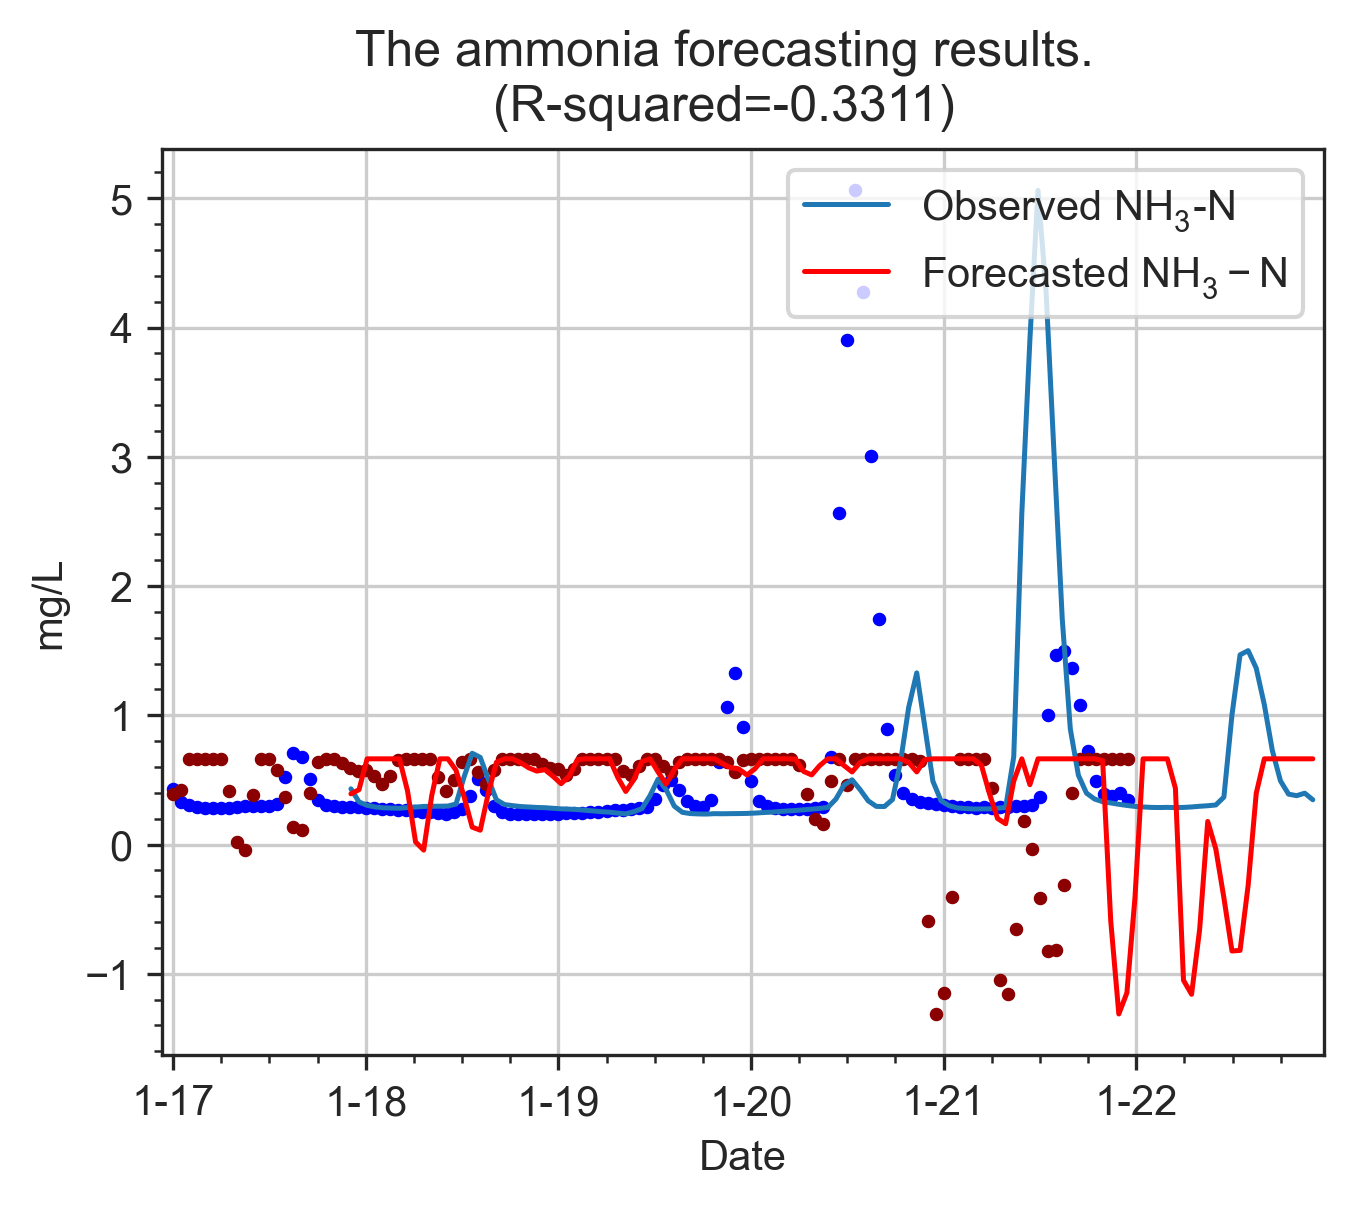 The ammonia forecasting results.
(R-squared=-0.3311)
Observed NH₃-N
Forecasted NH₃ − N
5
4
3
2
1
0
−1
mg/L
1-17 1-18 1-19 1-20 1-21 1-22
Date